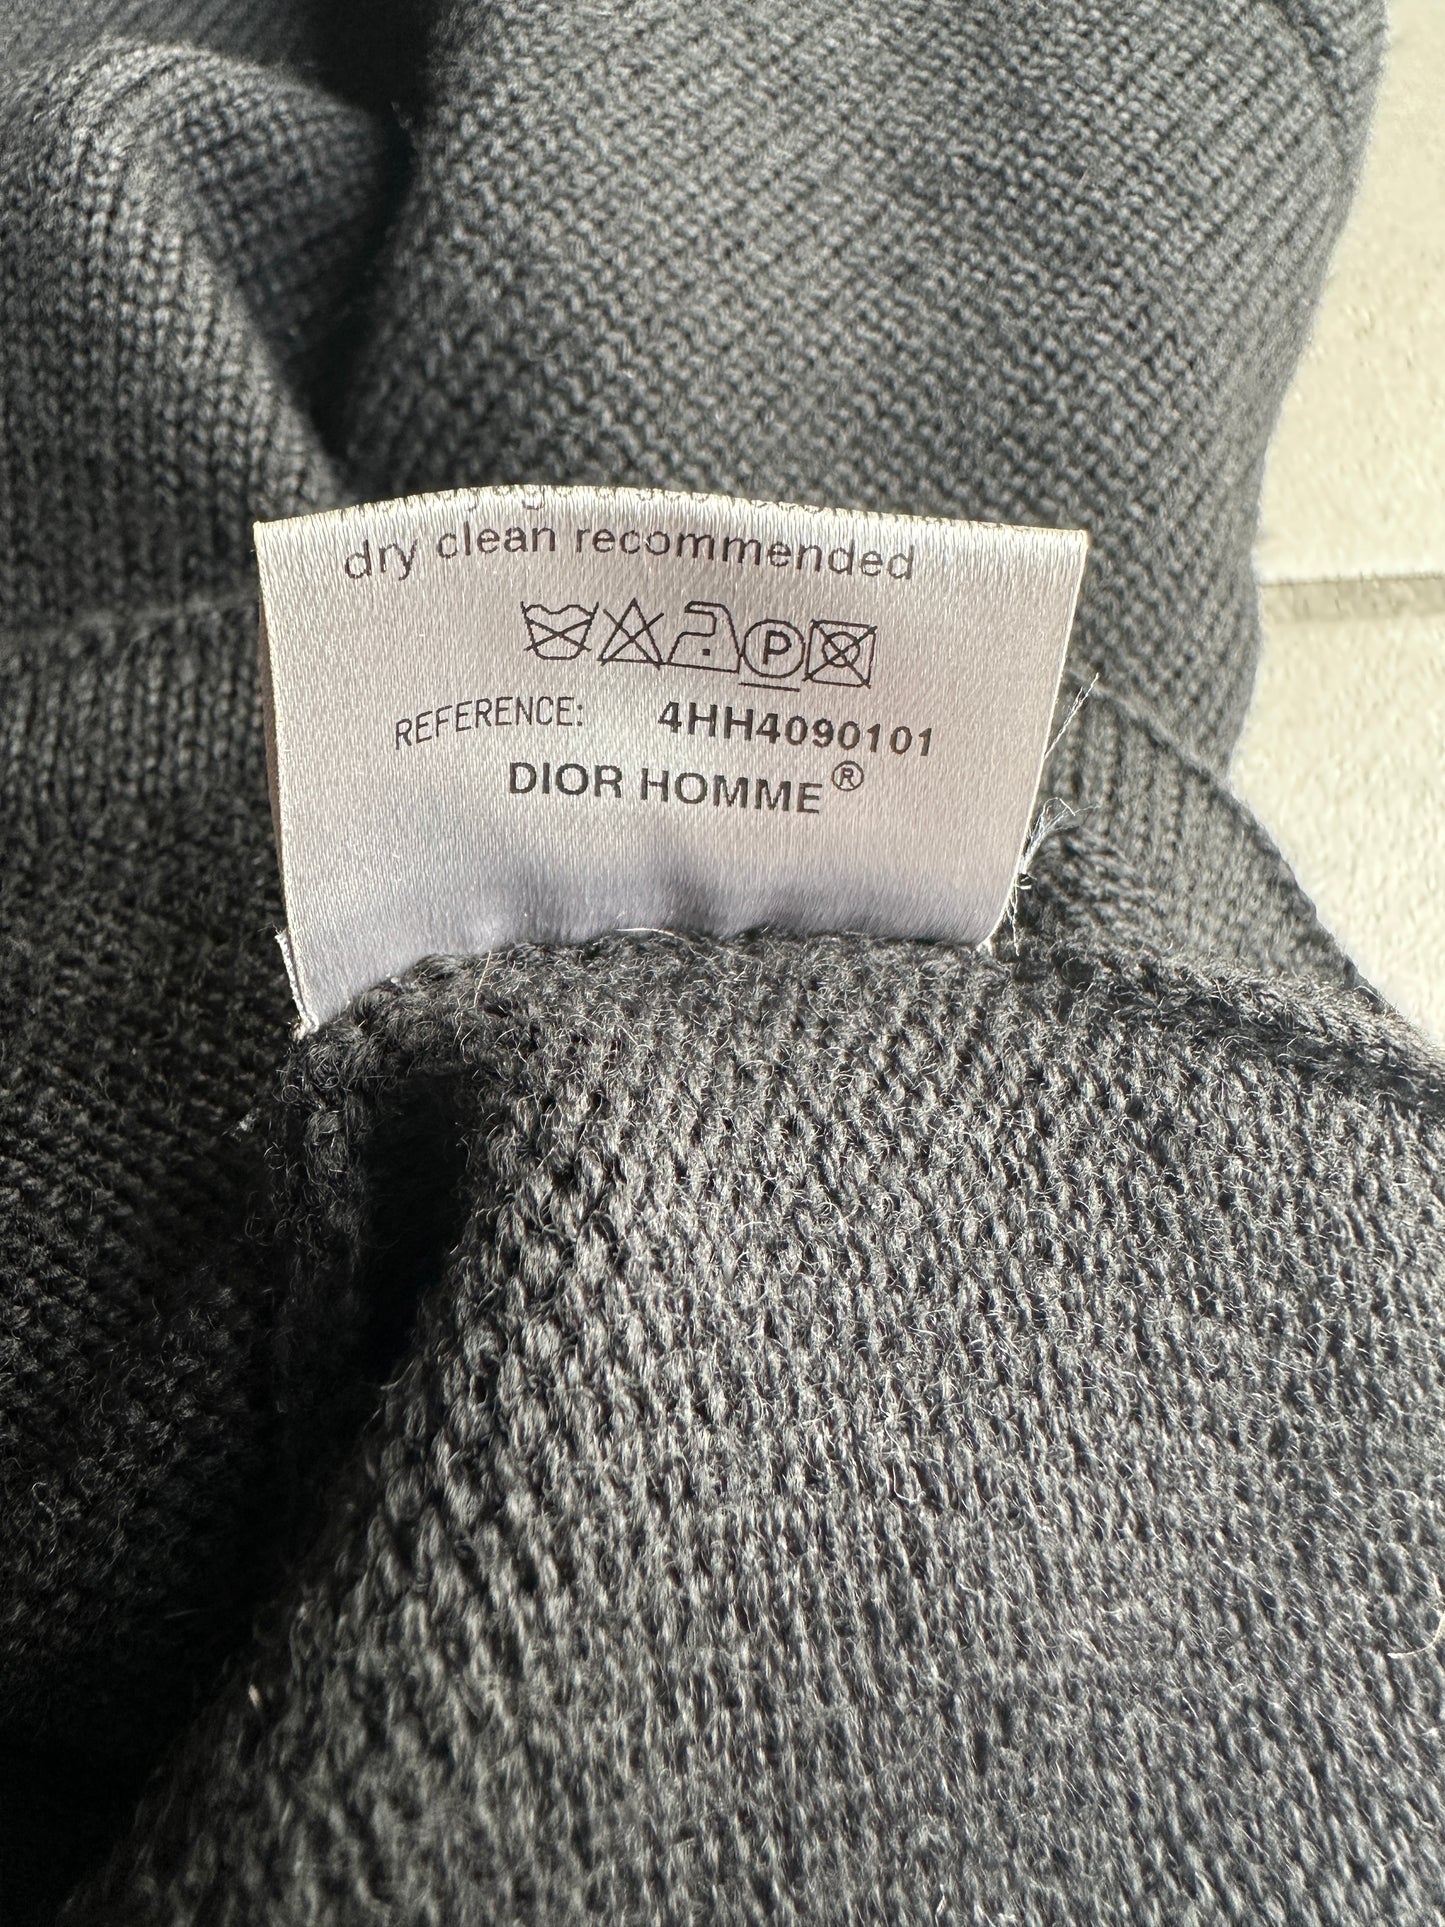 dry clean recommended
P
REFERENCE: 4HH4090101
DIOR HOMME®